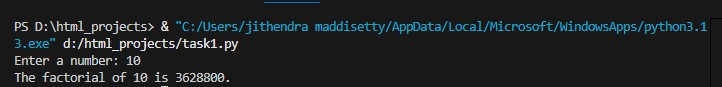 PS D:\html_projects> & "C:/Users/jithendra maddisetty/AppData/Local/Microsoft/WindowsApps/python3.1
3.exe" d:/html_projects/task1.py
Enter a number: 10
The factorial of 10 is 3628800.